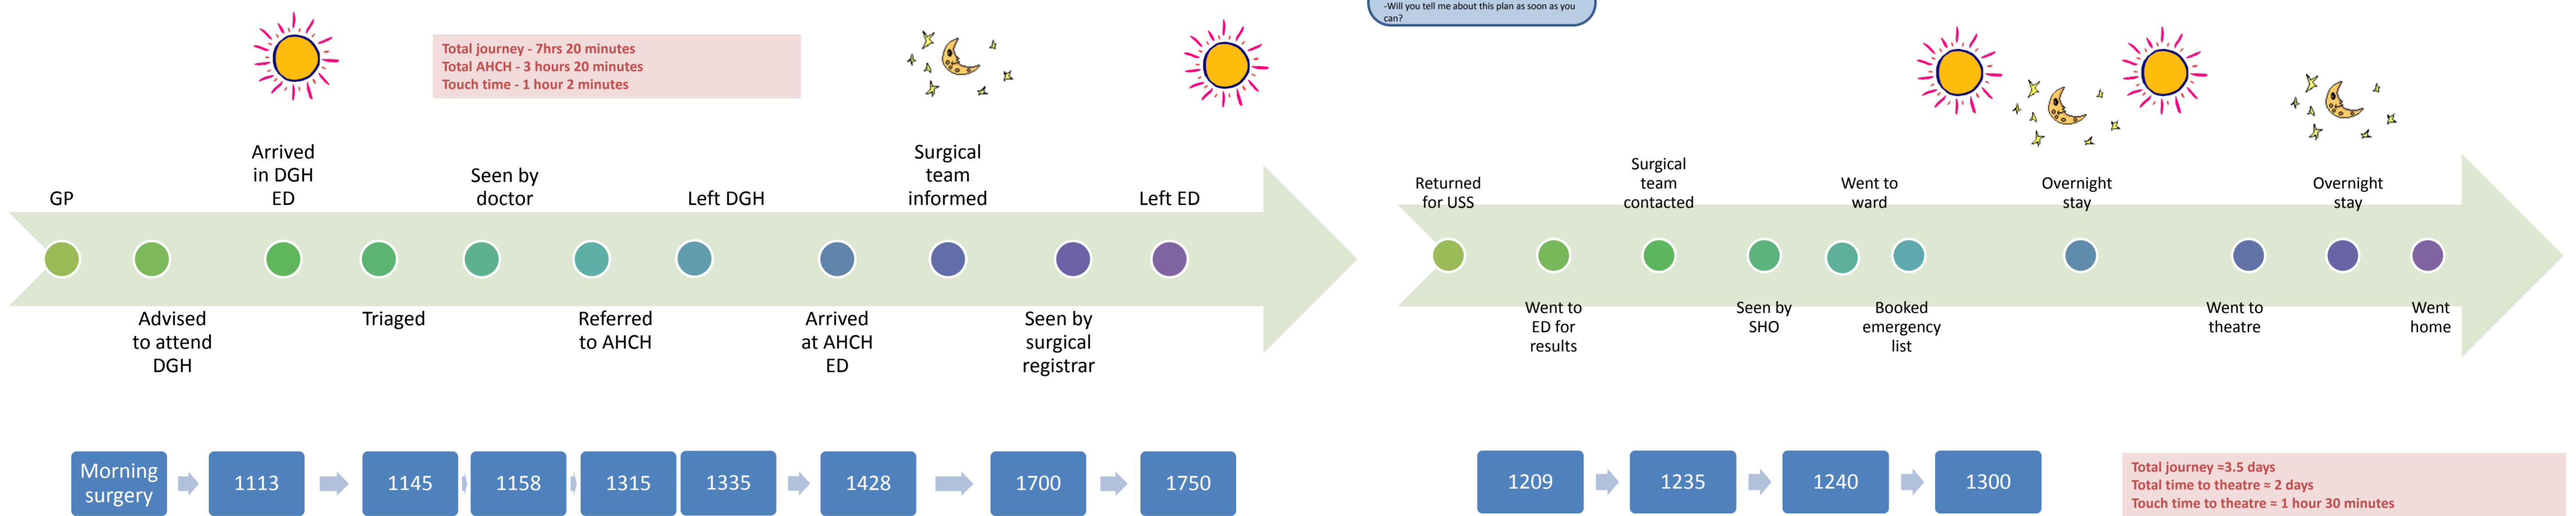 -Will you tell me about this plan as soon as you
can?
Total journey - 7hrs 20 minutes
Total AHCH - 3 hours 20 minutes
Touch time - 1 hour 2 minutes
GP
Arrived
in DGH
ED
Seen by
doctor
Left DGH
Surgical
team
informed
Left ED
Advised
to attend
DGH
Triaged
Referred
to AHCH
Arrived
at AHCH
ED
Seen by
surgical
registrar
Morning
surgery
1113
1145
1158
1315
1335
1428
1700
1750
Returned
for USS
Surgical
team
contacted
Went to
ward
Overnight
stay
Overnight
stay
Went to
ED for
results
Seen by
SHO
Booked
emergency
list
Went to
theatre
Went
home
1209
1235
1240
1300
Total journey ≈3.5 days
Total time to theatre ≈ 2 days
Touch time to theatre ≈ 1 hour 30 minutes